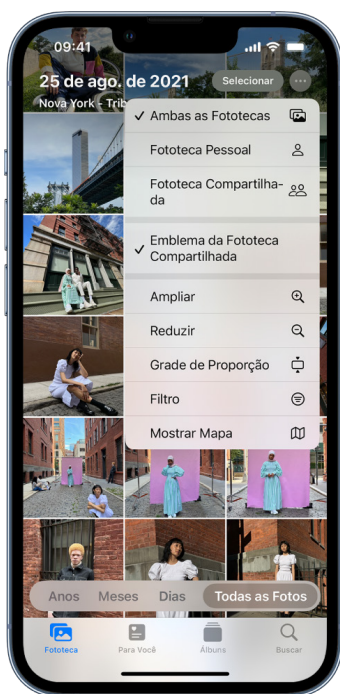 09:41
25 de ago. de 2021
Selecionar
Nova York - Trib
Ambas as Fototecas
Fototeca Pessoal
Fototeca Compartilha-
da
Emblema da Fototeca
Compartilhada
Ampliar
Reduzir
Grade de Proporção
Filtro
Mostrar Mapa
Anos
Meses
Dias
Todas as Fotos
Fototeca
Para Você
Álbuns
Buscar